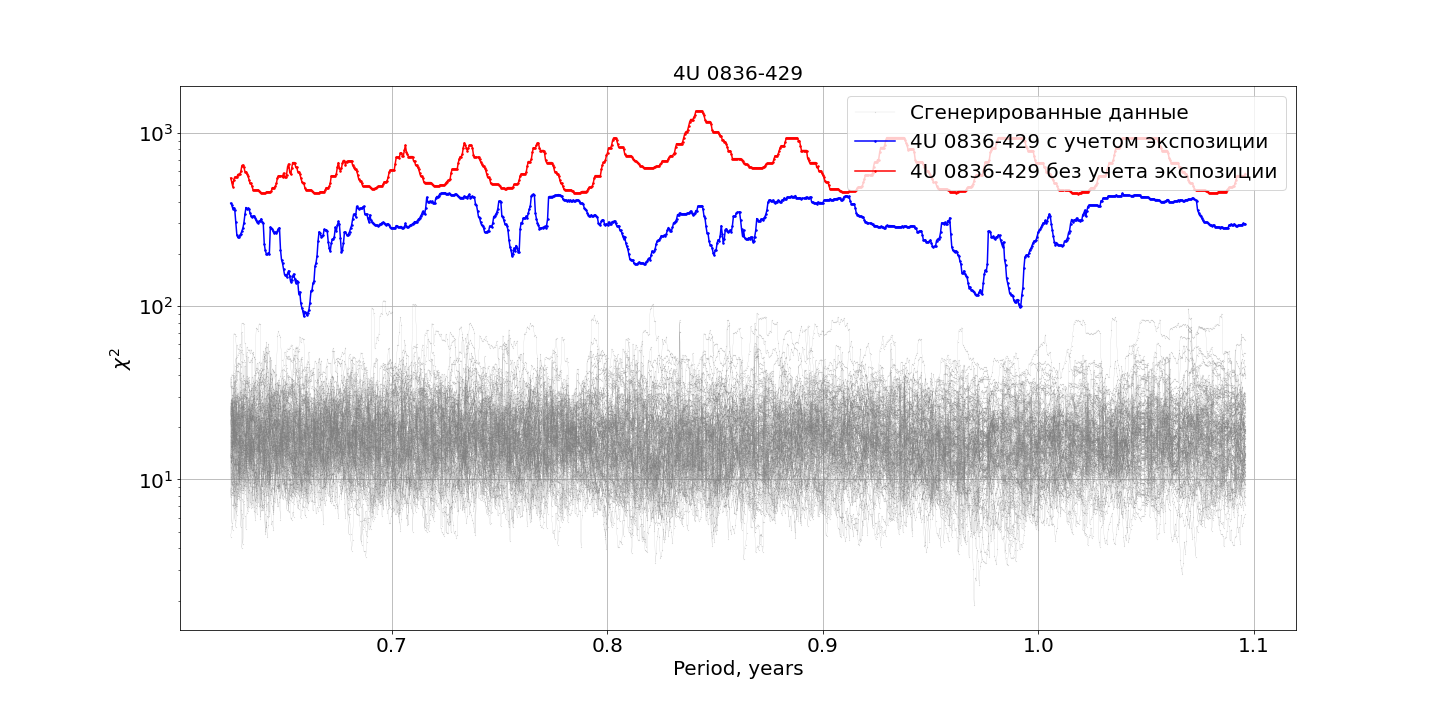 4U 0836-429
Сгенерированные данные
4U 0836-429 с учетом экспозиции
4U 0836-429 без учета экспозиции
10³
10²
10¹
χ²
0.7 0.8 0.9 1.0 1.1
Period, years